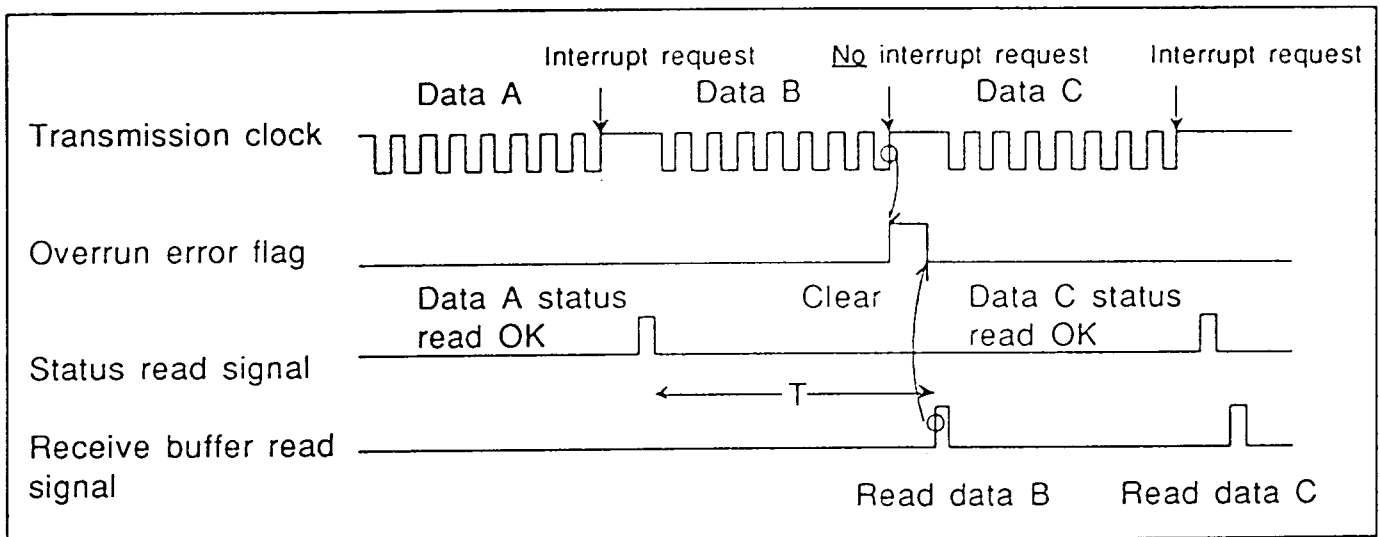 Interrupt request No interrupt request Interrupt request
Data A Data B Data C
Transmission clock
Overrun error flag
Data A status Clear Data C status
read OK read OK
Status read signal
T
Receive buffer read
signal
Read data B Read data C